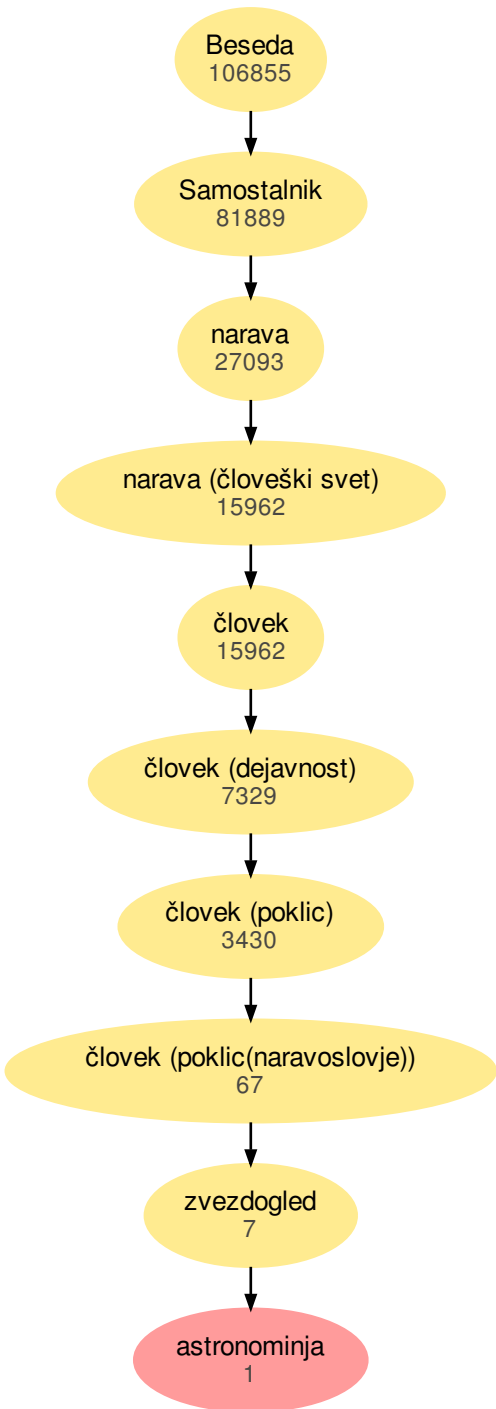 Beseda
106855
Samostalnik
81889
narava
27093
narava (človeški svet)
15962
človek
15962
človek (dejavnost)
7329
človek (poklic)
3430
človek (poklic(naravoslovje))
67
zvezdogled
7
astronominja
1